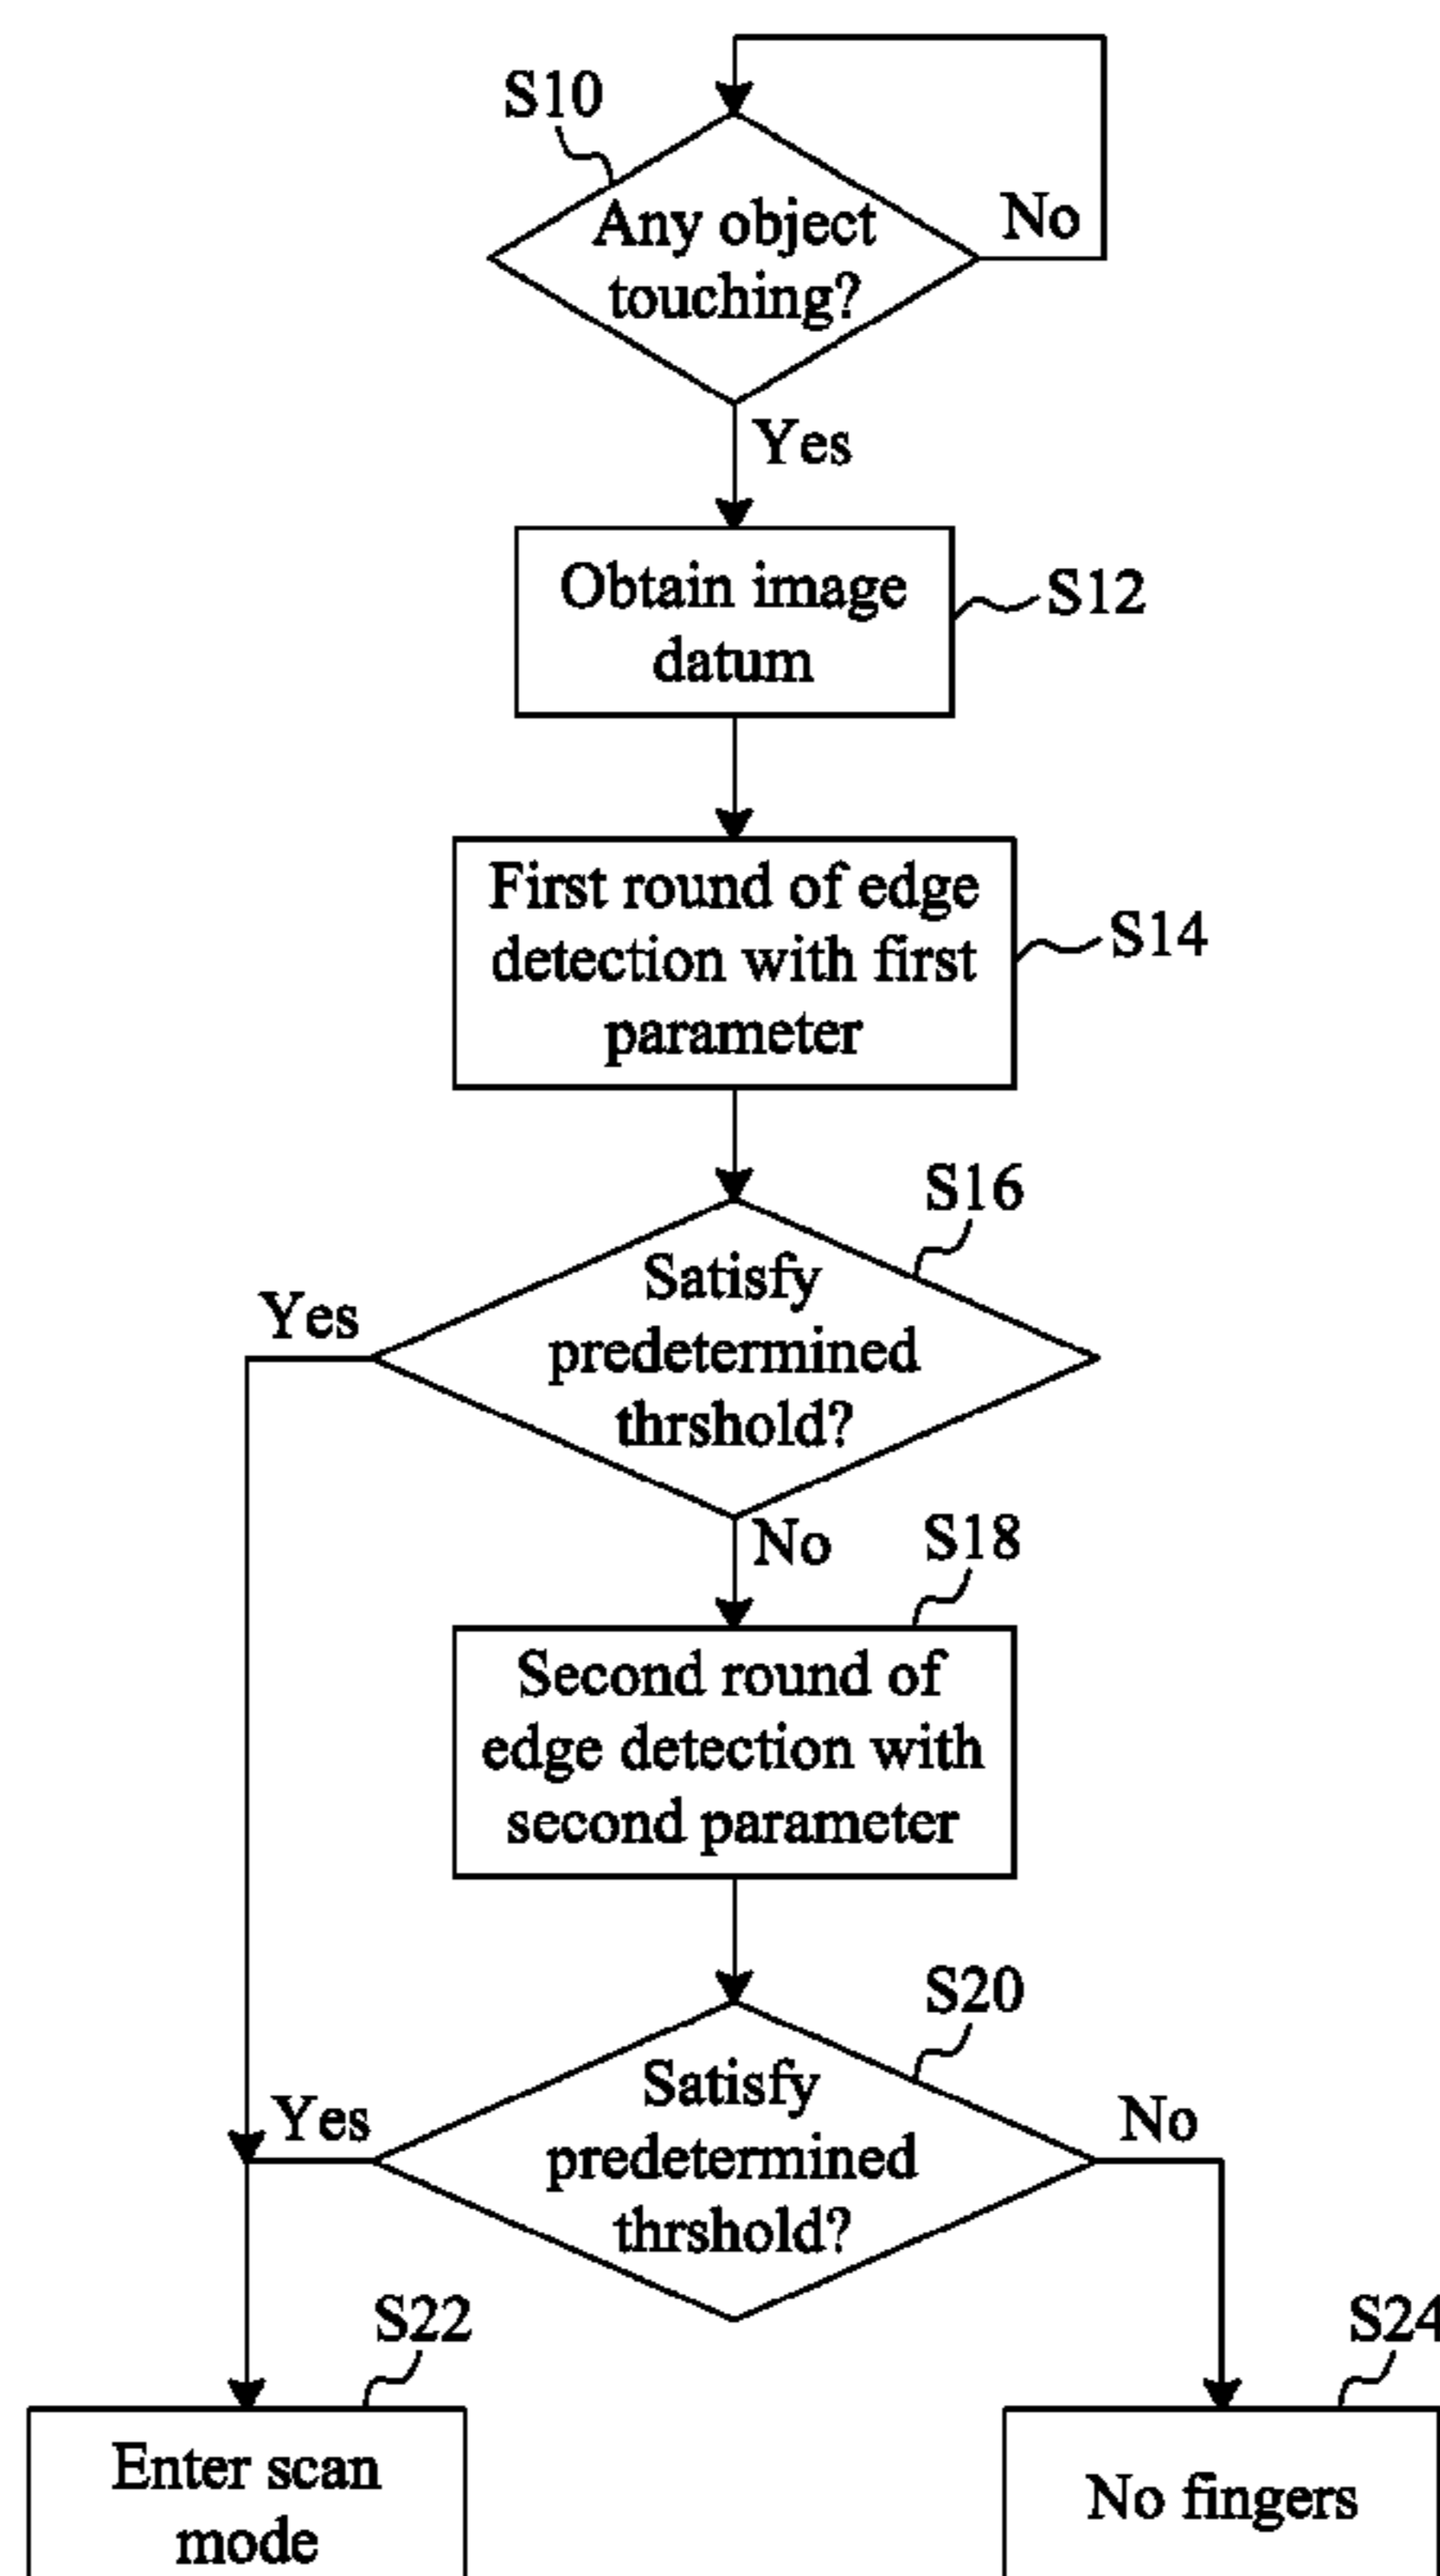 S10
Any object
touching?
No
Yes
Obtain image
datum
S12
First round of edge
detection with first
parameter
S14
S16
Satisfy
predetermined
thrshold?
Yes
No
S18
Second round of
edge detection with
second parameter
S20
Satisfy
predetermined
thrshold?
Yes
No
S22
Enter scan
mode
S24
No fingers